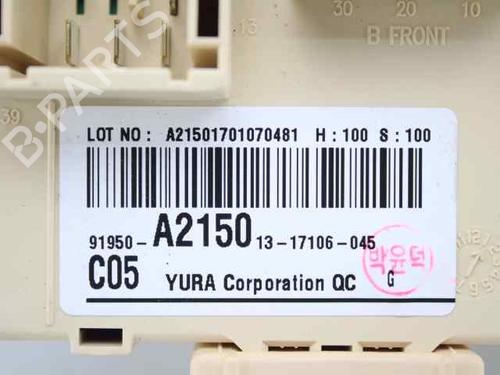 13
30 20 10
B FRONT
B-PARTS
39
LOT NO : A21501701070481 H : 100 S : 100
91950-A2150 13-17106-045
C05 YURA Corporation QC G
박윤덕